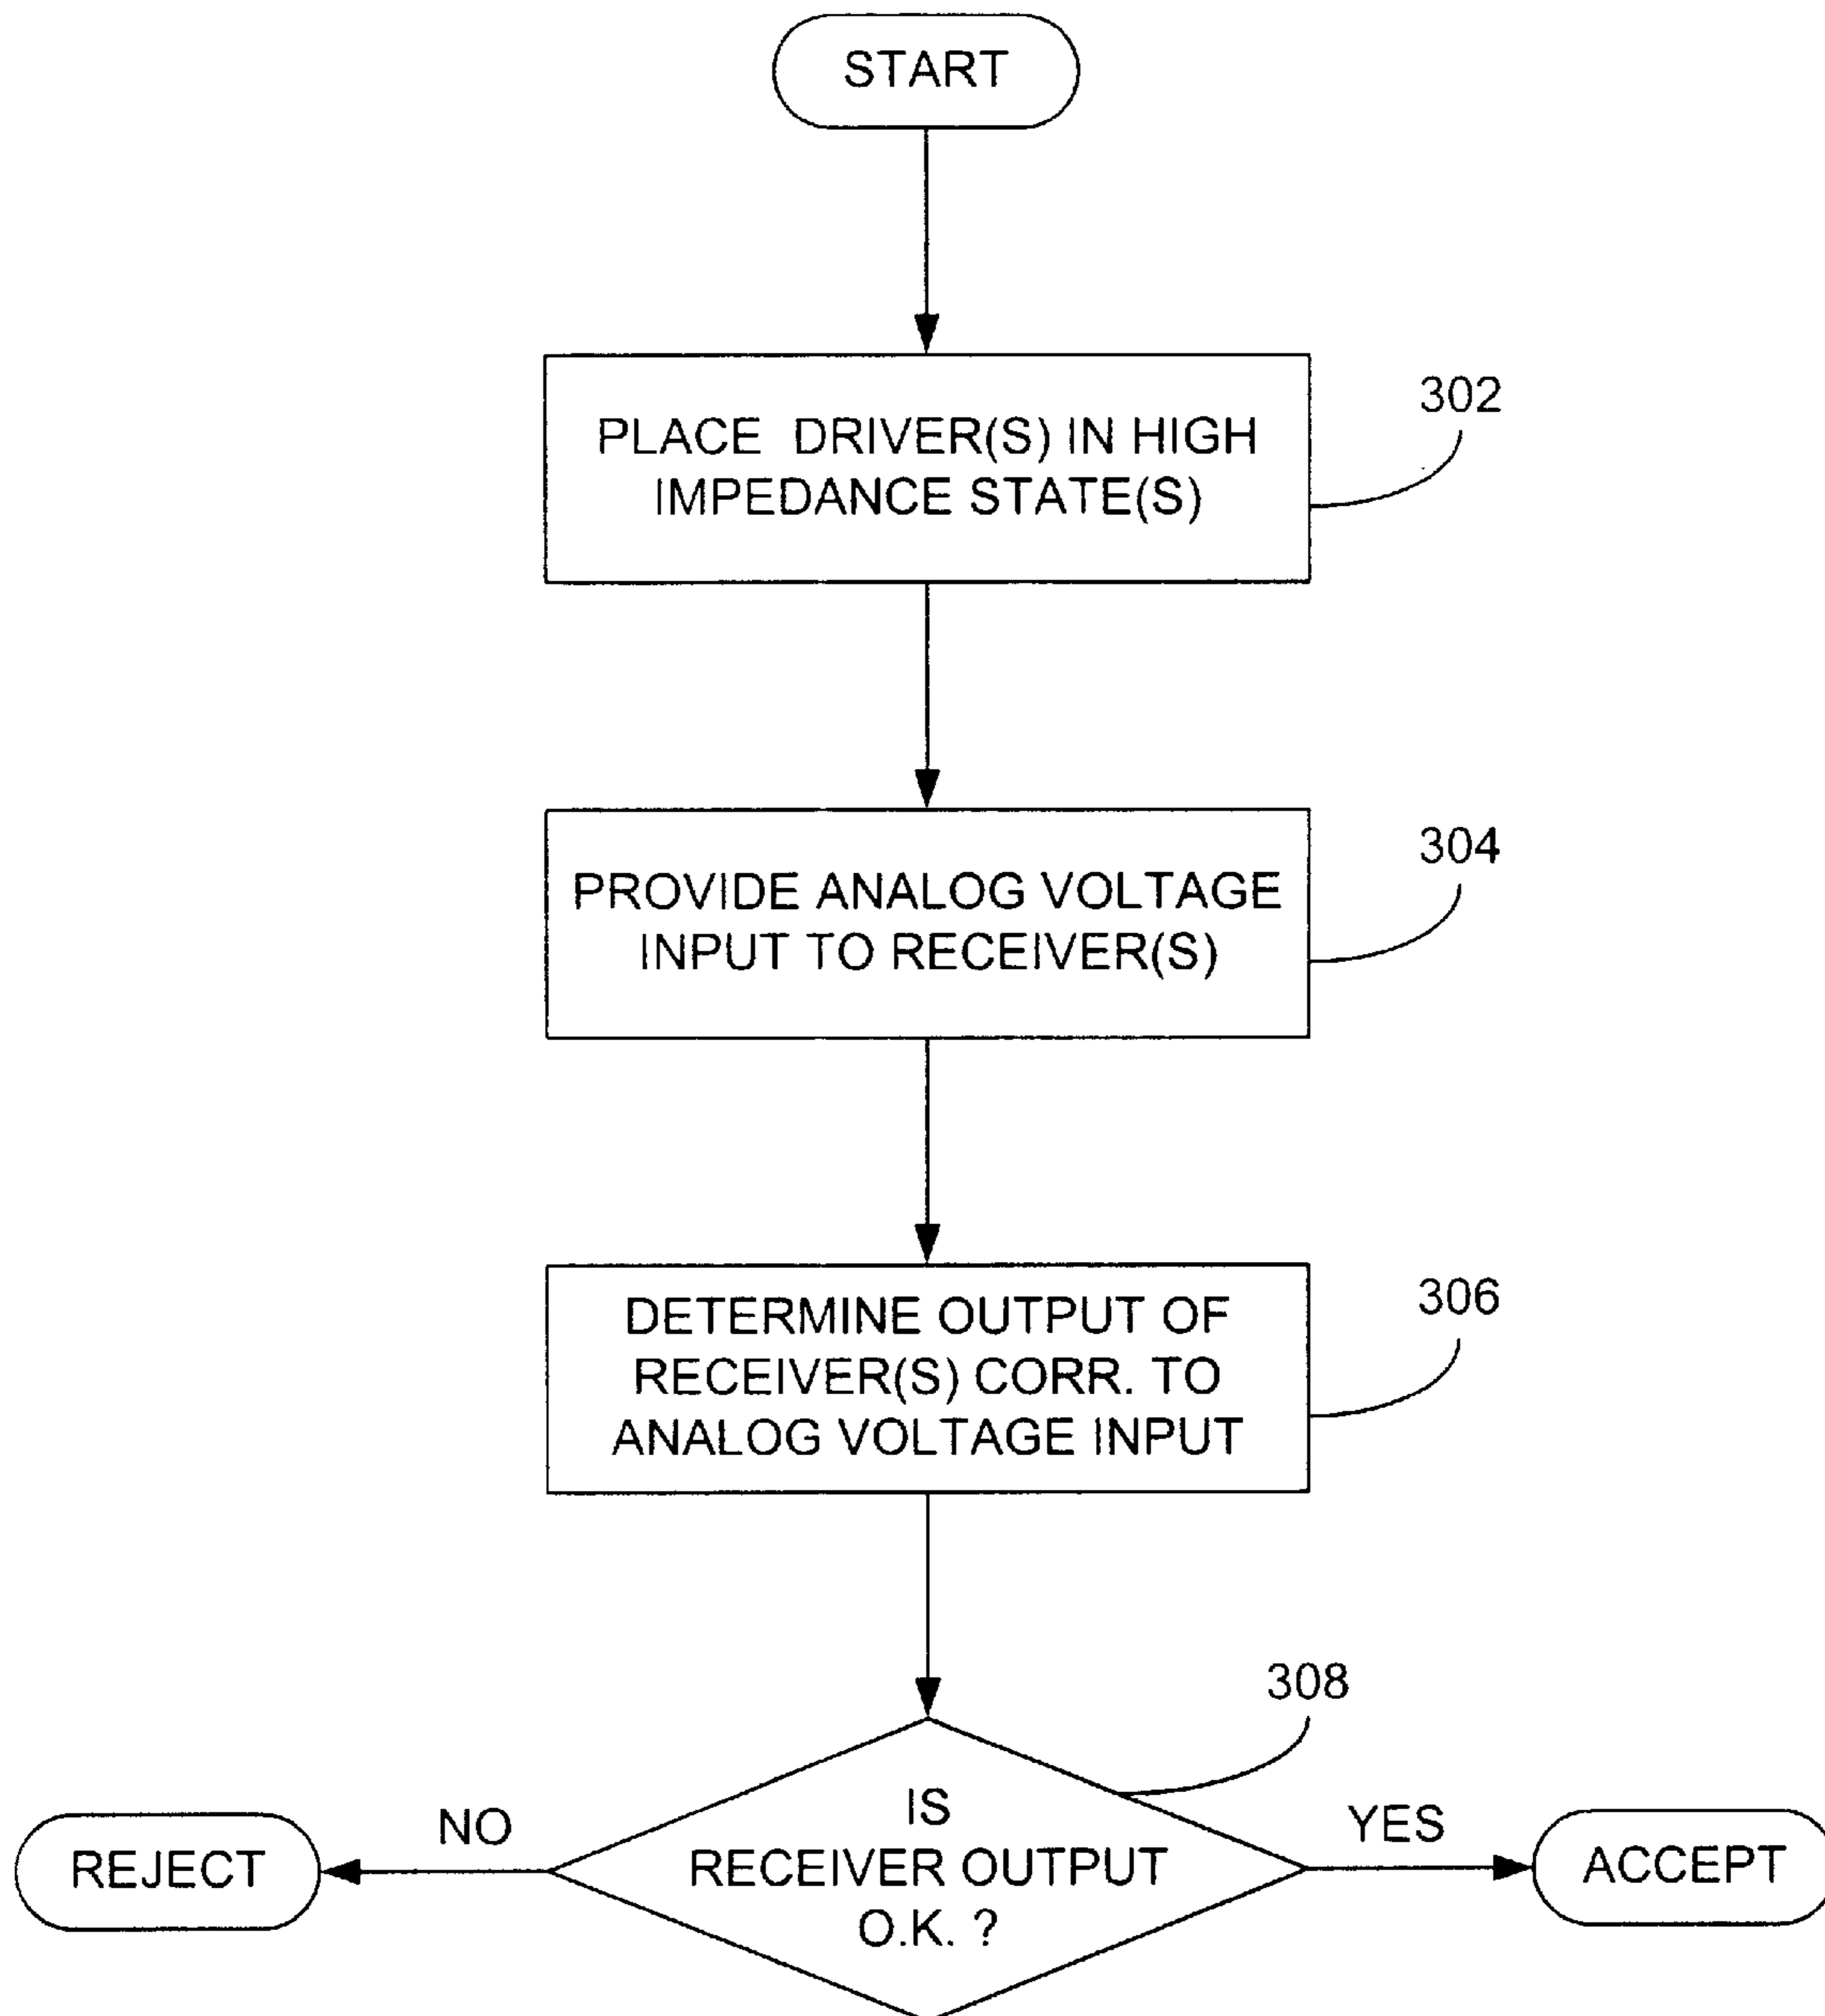 START
302
PLACE DRIVER(S) IN HIGH
IMPEDANCE STATE(S)
304
PROVIDE ANALOG VOLTAGE
INPUT TO RECEIVER(S)
306
DETERMINE OUTPUT OF
RECEIVER(S) CORR. TO
ANALOG VOLTAGE INPUT
308
IS
RECEIVER OUTPUT
O.K. ?
NO
YES
REJECT
ACCEPT